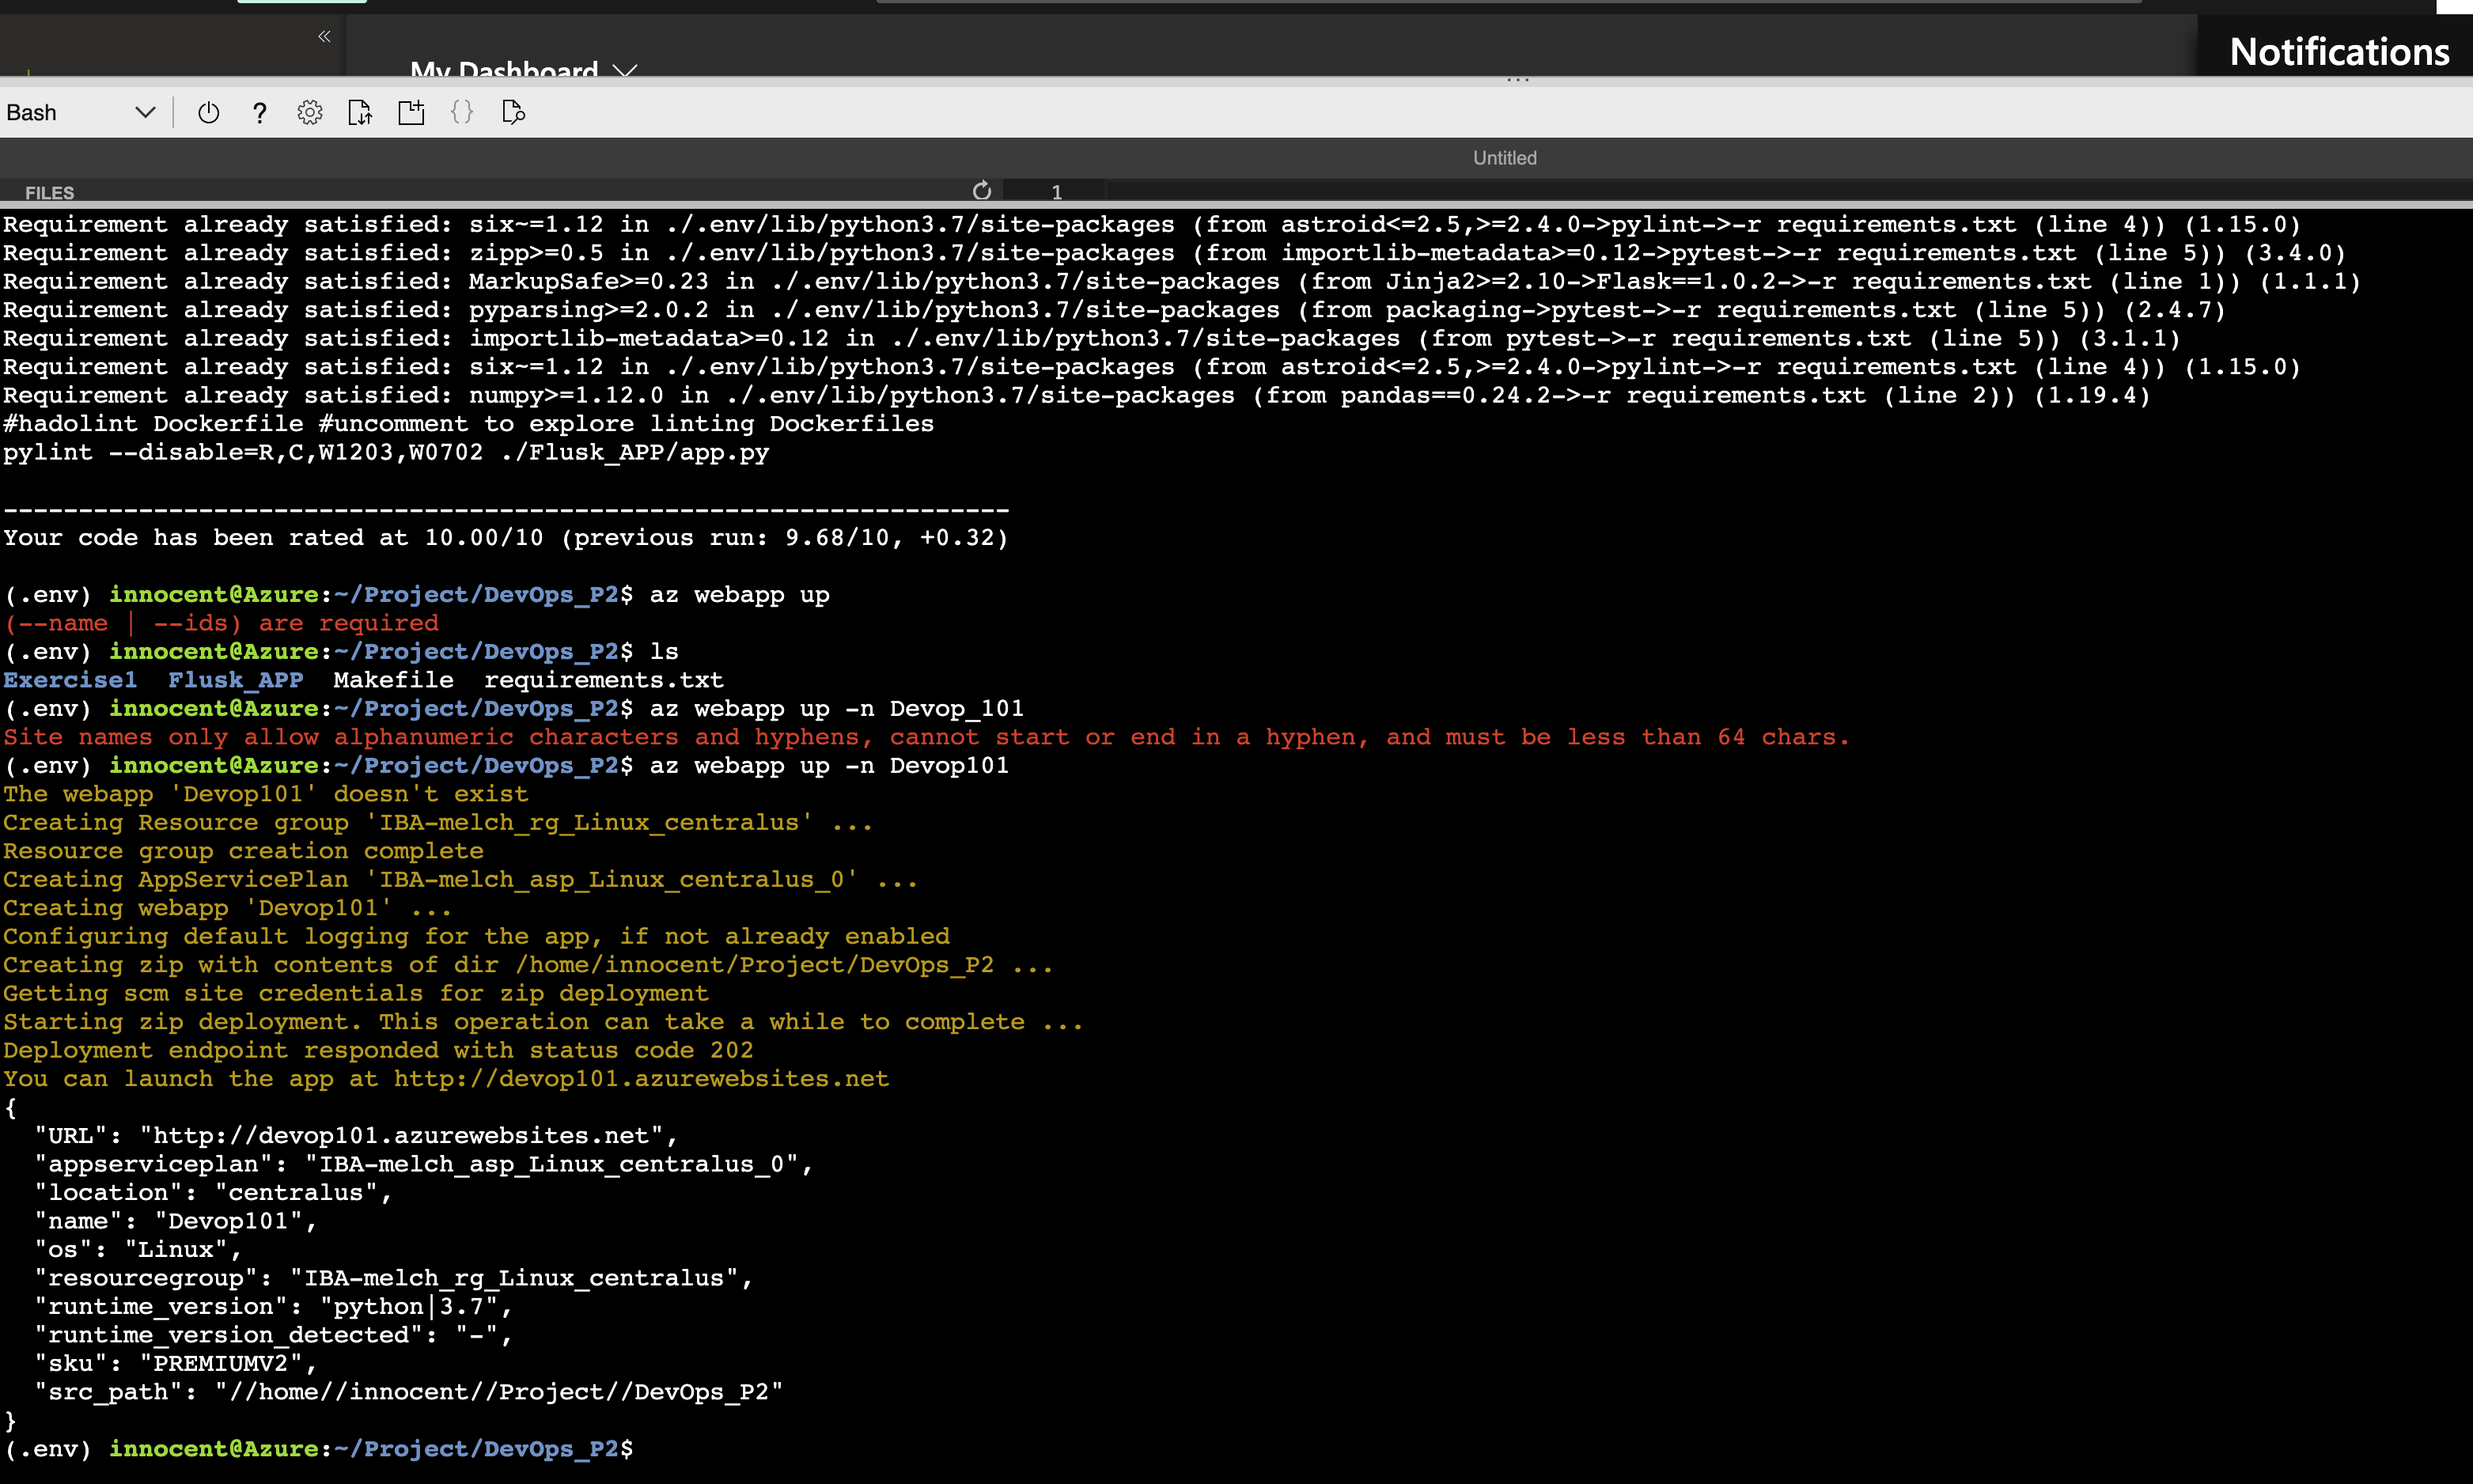 «
My Dashboard
Notifications
...
Bash
?
{}
Untitled
FILES
1
Requirement already satisfied: six~=1.12 in ./.env/lib/python3.7/site-packages (from astroid<=2.5,>=2.4.0->pylint->-r requirements.txt (line 4)) (1.15.0)
Requirement already satisfied: zipp>=0.5 in ./.env/lib/python3.7/site-packages (from importlib-metadata>=0.12->pytest->-r requirements.txt (line 5)) (3.4.0)
Requirement already satisfied: MarkupSafe>=0.23 in ./.env/lib/python3.7/site-packages (from Jinja2>=2.10->Flask==1.0.2->-r requirements.txt (line 1)) (1.1.1)
Requirement already satisfied: pyparsing>=2.0.2 in ./.env/lib/python3.7/site-packages (from packaging->pytest->-r requirements.txt (line 5)) (2.4.7)
Requirement already satisfied: importlib-metadata>=0.12 in ./.env/lib/python3.7/site-packages (from pytest->-r requirements.txt (line 5)) (3.1.1)
Requirement already satisfied: six~=1.12 in ./.env/lib/python3.7/site-packages (from astroid<=2.5,>=2.4.0->pylint->-r requirements.txt (line 4)) (1.15.0)
Requirement already satisfied: numpy>=1.12.0 in ./.env/lib/python3.7/site-packages (from pandas==0.24.2->-r requirements.txt (line 2)) (1.19.4)
#hadolint Dockerfile #uncomment to explore linting Dockerfiles
pylint --disable=R,C,W1203,W0702 ./Flusk_APP/app.py
-------------------------------------------------------------------
Your code has been rated at 10.00/10 (previous run: 9.68/10, +0.32)
(.env) innocent@Azure:~/Project/DevOps_P2$ az webapp up
(--name | --ids) are required
(.env) innocent@Azure:~/Project/DevOps_P2$ ls
Exercise1  Flusk_APP  Makefile  requirements.txt
(.env) innocent@Azure:~/Project/DevOps_P2$ az webapp up -n Devop_101
Site names only allow alphanumeric characters and hyphens, cannot start or end in a hyphen, and must be less than 64 chars.
(.env) innocent@Azure:~/Project/DevOps_P2$ az webapp up -n Devop101
The webapp 'Devop101' doesn't exist
Creating Resource group 'IBA-melch_rg_Linux_centralus' ...
Resource group creation complete
Creating AppServicePlan 'IBA-melch_asp_Linux_centralus_0' ...
Creating webapp 'Devop101' ...
Configuring default logging for the app, if not already enabled
Creating zip with contents of dir /home/innocent/Project/DevOps_P2 ...
Getting scm site credentials for zip deployment
Starting zip deployment. This operation can take a while to complete ...
Deployment endpoint responded with status code 202
You can launch the app at http://devop101.azurewebsites.net
{
  "URL": "http://devop101.azurewebsites.net",
  "appserviceplan": "IBA-melch_asp_Linux_centralus_0",
  "location": "centralus",
  "name": "Devop101",
  "os": "Linux",
  "resourcegroup": "IBA-melch_rg_Linux_centralus",
  "runtime_version": "python|3.7",
  "runtime_version_detected": "-",
  "sku": "PREMIUMV2",
  "src_path": "//home//innocent//Project//DevOps_P2"
}
(.env) innocent@Azure:~/Project/DevOps_P2$